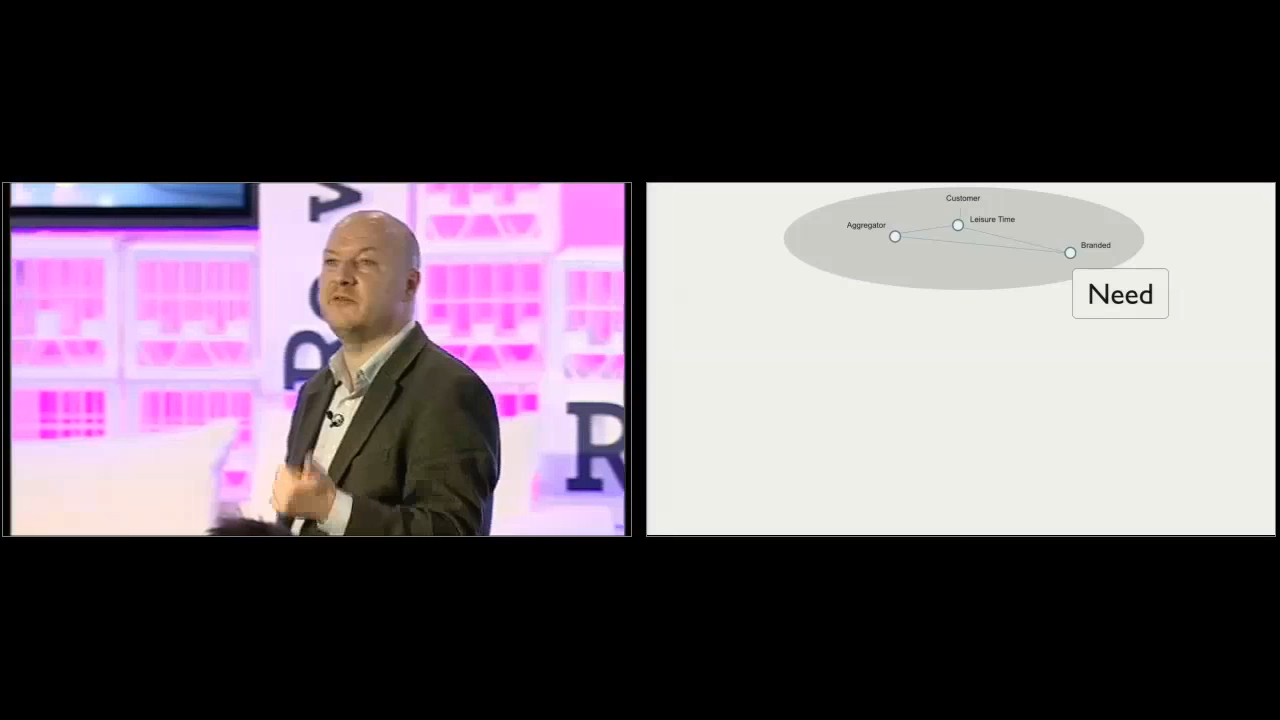 V
R
R
Customer
Leisure Time
Aggregator
Branded
Need